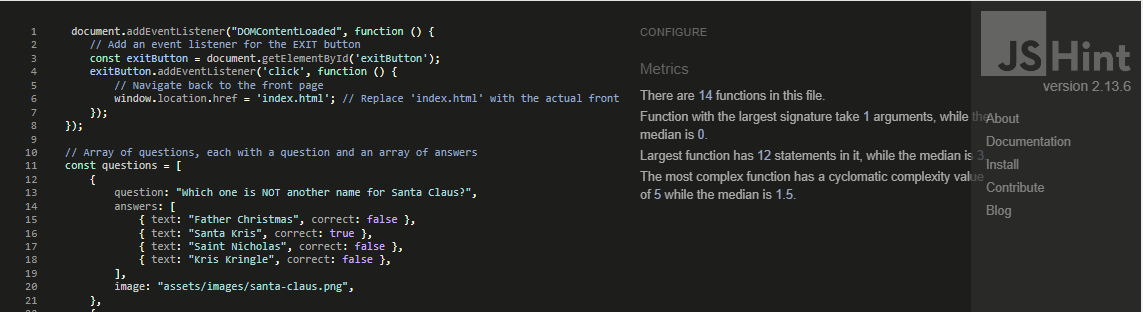 1 document.addEventListener("DOMContentLoaded", function () {
2 // Add an event listener for the EXIT button
3 const exitButton = document.getElementById('exitButton');
4 exitButton.addEventListener('click', function () {
5 // Navigate back to the front page
6 window.location.href = 'index.html'; // Replace 'index.html' with the actual front
7 });
8 });
9
10 // Array of questions, each with a question and an array of answers
11 const questions = [
12 {
13 question: "Which one is NOT another name for Santa Claus?",
14 answers: [
15 { text: "Father Christmas", correct: false },
16 { text: "Santa Kris", correct: true },
17 { text: "Saint Nicholas", correct: false },
18 { text: "Kris Kringle", correct: false },
19 ],
20 image: "assets/images/santa-claus.png",
21 },
CONFIGURE
Metrics
There are 14 functions in this file.
Function with the largest signature take 1 arguments, while the
median is 0.
Largest function has 12 statements in it, while the median is 3.
The most complex function has a cyclomatic complexity value
of 5 while the median is 1.5.
JSHint
version 2.13.6
About
Documentation
Install
Contribute
Blog